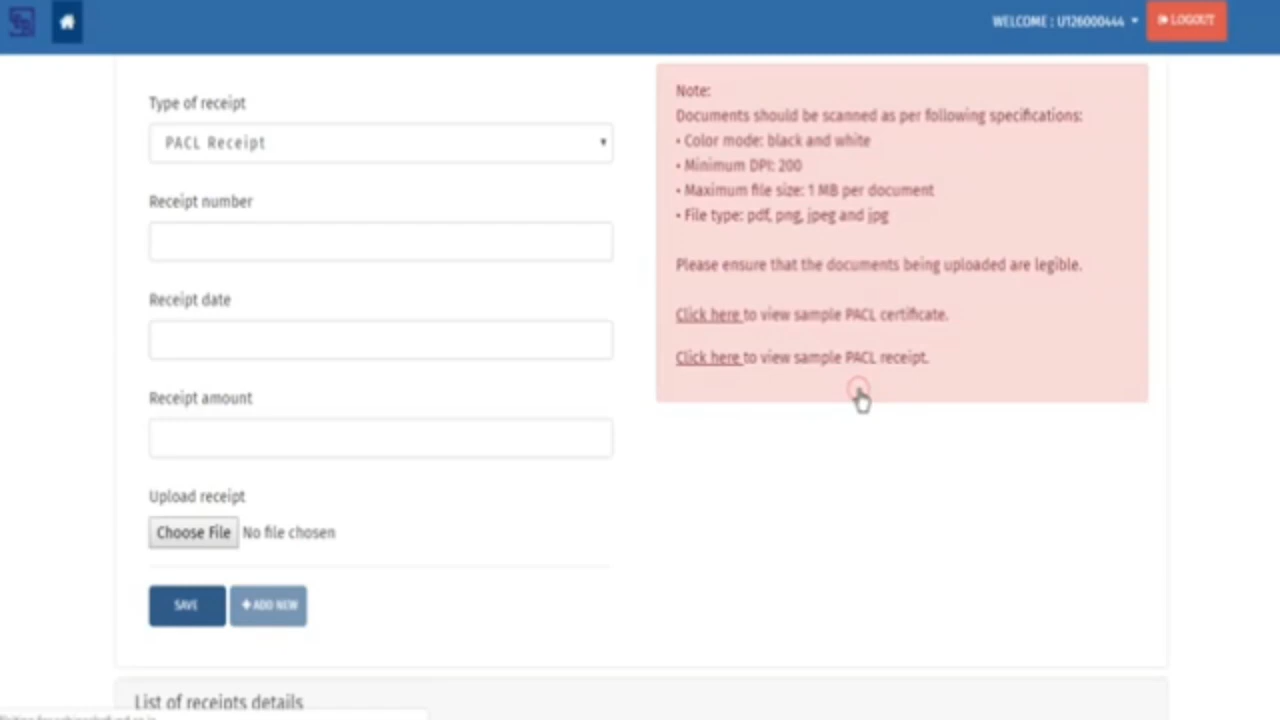 WELCOME : U126000444
LOGOUT
Type of receipt
PACL Receipt
Receipt number
Receipt date
Receipt amount
Upload receipt
Choose File No file chosen
SAVE
ADD NEW
Note:
Documents should be scanned as per following specifications:
• Color mode: black and white
• Minimum DPI: 200
• Maximum file size: 1 MB per document
• File type: pdf, png, jpeg and jpg
Please ensure that the documents being uploaded are legible.
Click here to view sample PACL certificate.
Click here to view sample PACL receipt.
List of receipts details